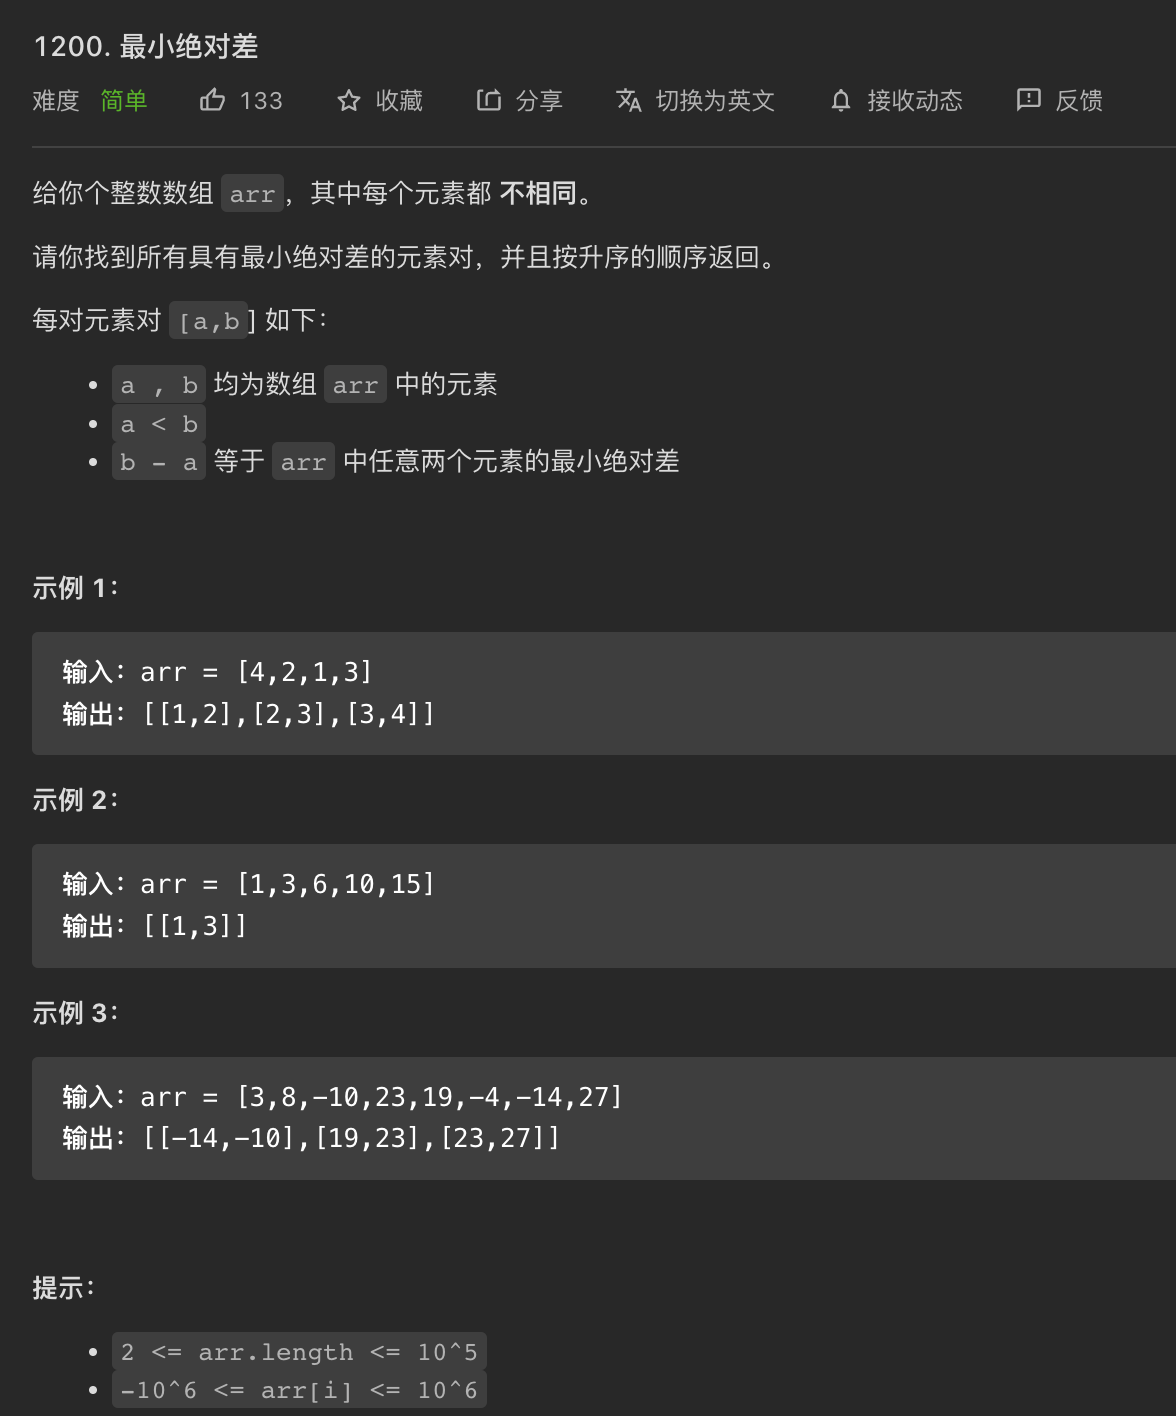 1200. 最小绝对差
难度 简单 133 收藏 分享 切换为英文 接收动态 反馈
给你个整数数组 arr，其中每个元素都 不相同。
请你找到所有具有最小绝对差的元素对，并且按升序的顺序返回。
每对元素对 [a,b] 如下：
a , b 均为数组 arr 中的元素
a < b
b - a 等于 arr 中任意两个元素的最小绝对差
示例 1：
输入：arr = [4,2,1,3]
输出：[[1,2],[2,3],[3,4]]
示例 2：
输入：arr = [1,3,6,10,15]
输出：[[1,3]]
示例 3：
输入：arr = [3,8,-10,23,19,-4,-14,27]
输出：[[-14,-10],[19,23],[23,27]]
提示：
2 <= arr.length <= 10^5
-10^6 <= arr[i] <= 10^6